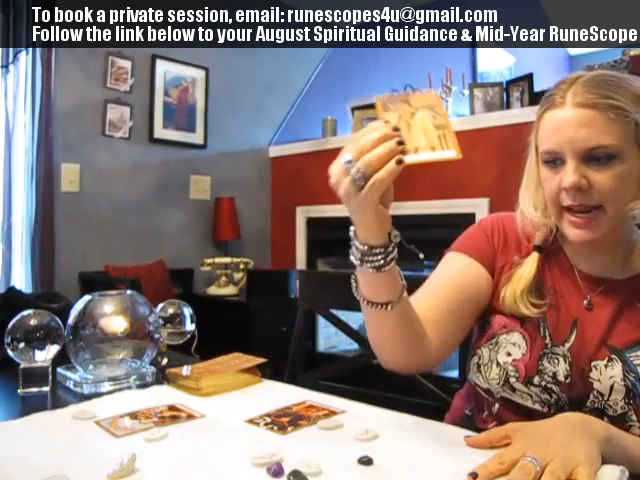 To book a private session, email: runescopes4u@gmail.com
Follow the link below to your August Spiritual Guidance & Mid-Year RuneScope